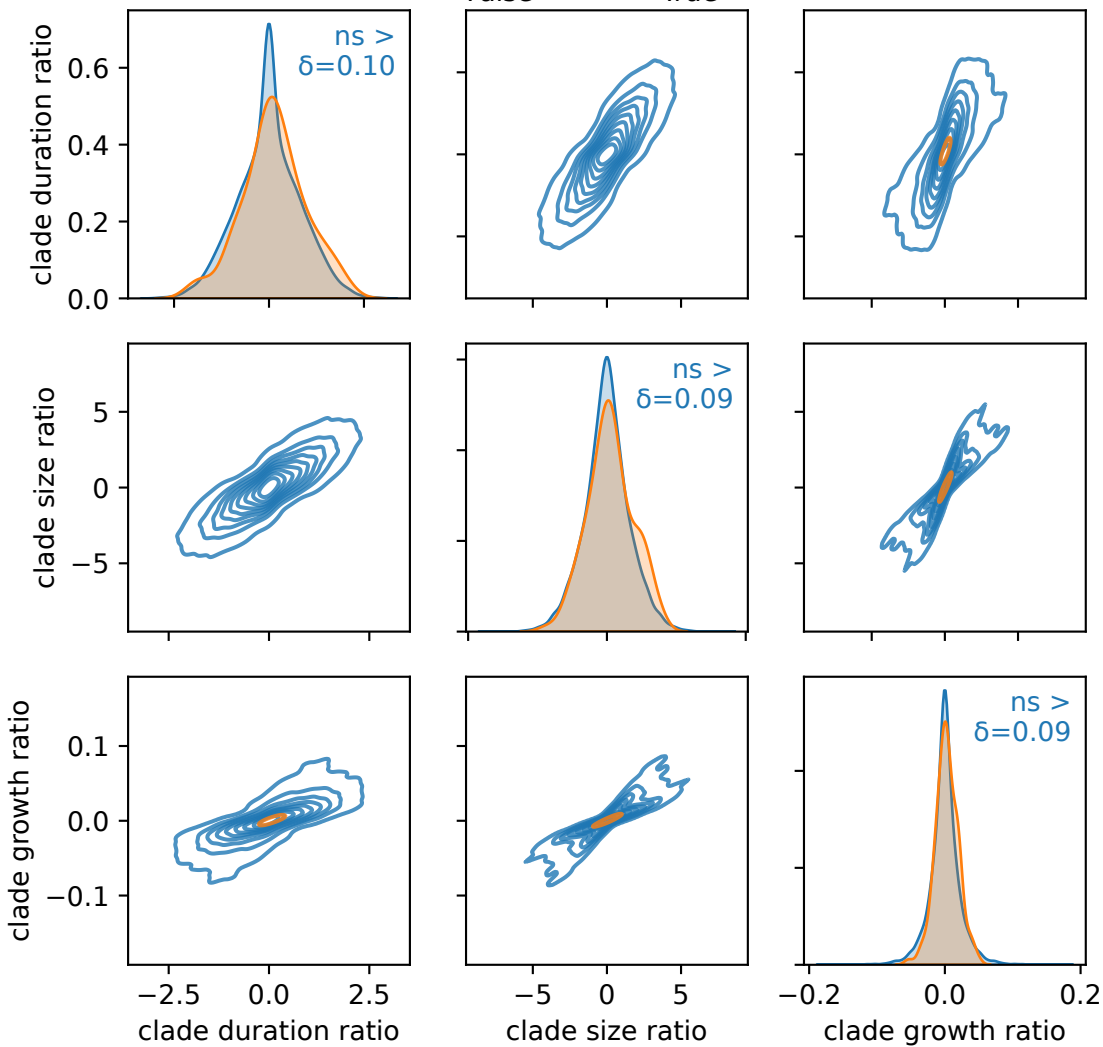 clade duration ratio
0.6
0.4
0.2
0.0
ns >
δ=0.10
clade size ratio
5
0
−5
ns >
δ=0.09
clade growth ratio
0.1
0.0
−0.1
ns >
δ=0.09
−2.5 0.0 2.5
−5 0 5
−0.2 0.0 0.2
clade duration ratio
clade size ratio
clade growth ratio